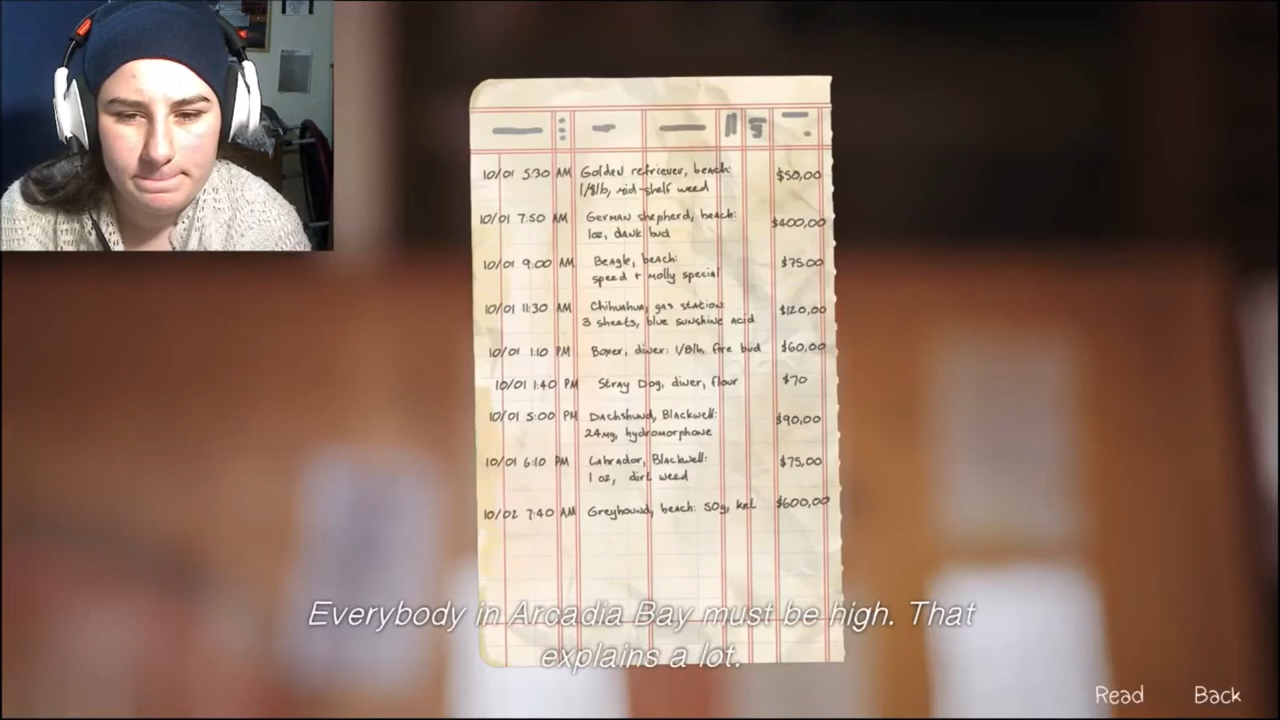 10/01 5:30 AM Golden retriever, beach: $50,00
1/8lb, mid-shelf weed
10/01 7:50 AM German shepherd, beach: $400,00
1oz, dank bud
10/01 9:00 AM Beagle, beach: $75.00
speed + molly special
10/01 11:30 AM Chihuahua, gas station: $120,00
3 sheets, blue sunshine acid
10/01 1:10 PM Boxer, diner: 1/8lb, fire bud $60,00
10/01 1:40 PM Stray Dog, diner, flour $70
10/01 5:00 PM Dachshund, Blackwell: $90,00
24mg, hydromorphone
10/01 6:10 PM Labrador, Blackwell: $75,00
1 oz, dirt weed
10/02 7:40 AM Greyhound, beach: 50g, ket $600,00
Everybody in Arcadia Bay must be high. That
explains a lot.
Read Back